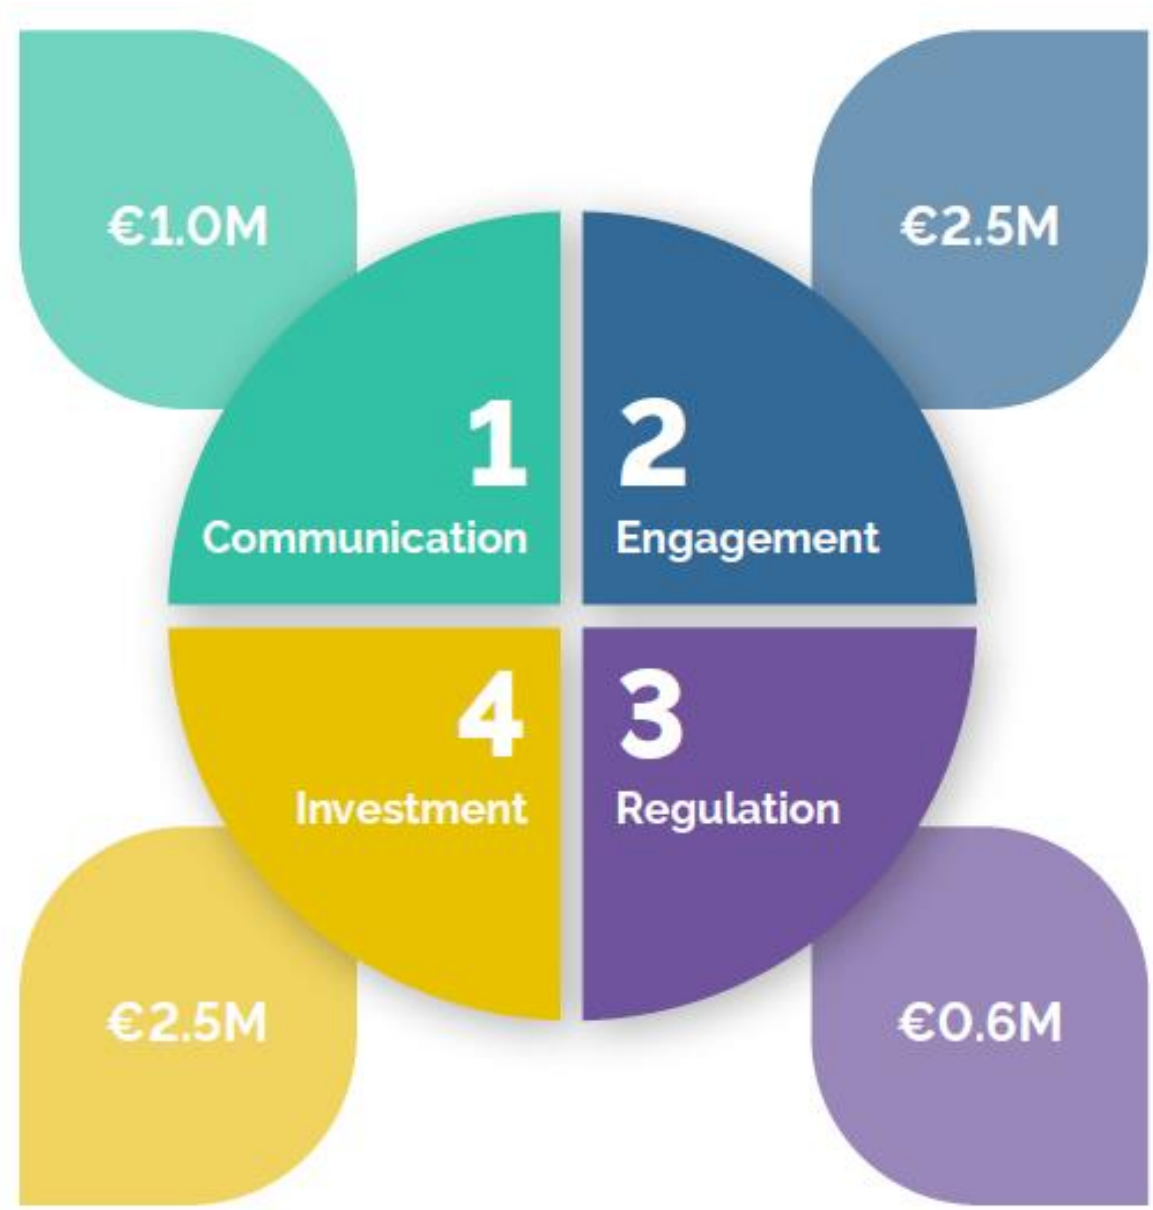 €1.0M
€2.5M
1
Communication
2
Engagement
4
Investment
3
Regulation
€2.5M
€0.6M